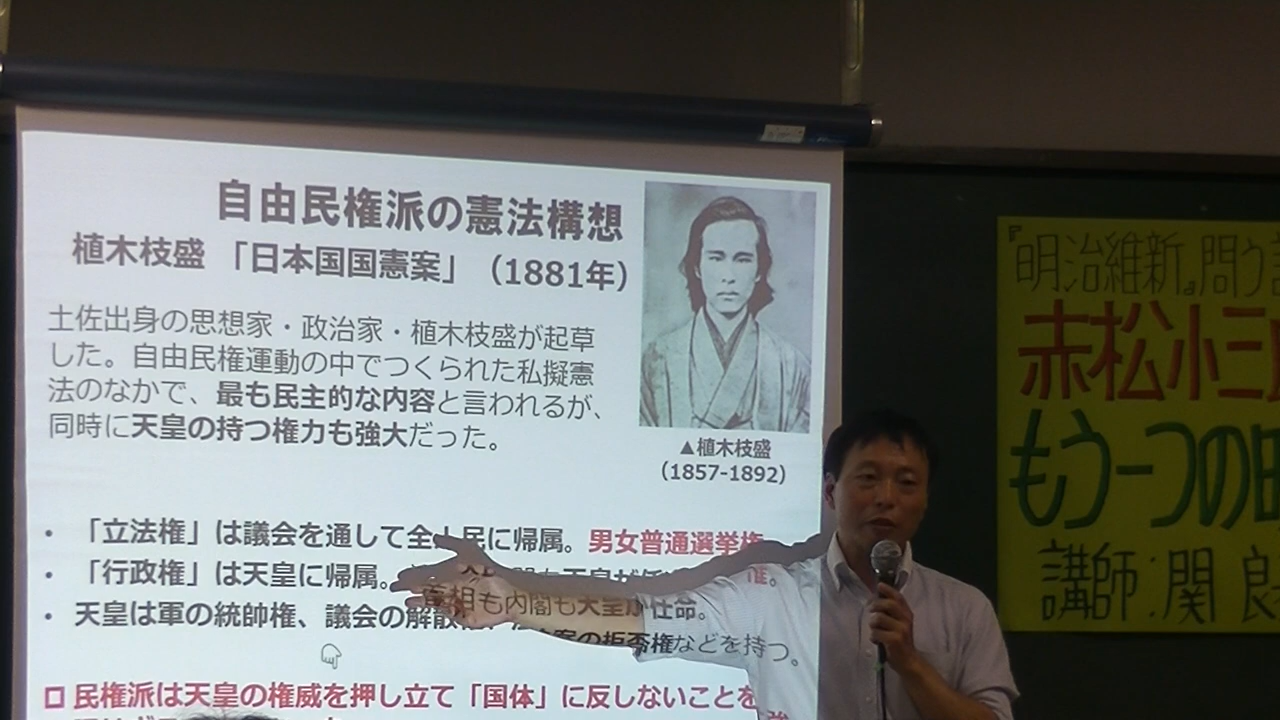 自由民権派の憲法構想
植木枝盛 「日本国国憲案」（1881年）
土佐出身の思想家・政治家・植木枝盛が起草
した。自由民権運動の中でつくられた私擬憲
法のなかで、最も民主的な内容と言われるが、
同時に天皇の持つ権力も強大だった。
▲植木枝盛
（1857-1892）
・ 「立法権」は議会を通して全人民に帰属。男女普通選挙権
・ 「行政権」は天皇に帰属。宰相も内閣も天皇が任命。
・ 天皇は軍の統帥権、議会の解散権、の拒否権などを持つ。
民権派は天皇の権威を押し立て「国体」に反しないことを
『明治維新』問う
赤松小三
もう一つの
講師：関 良